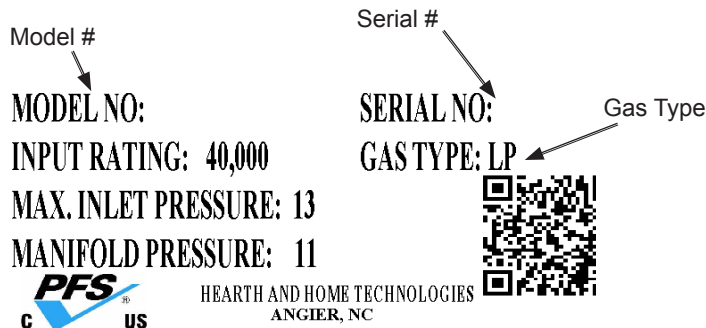 Model #
Serial #
MODEL NO:
SERIAL NO:
Gas Type
INPUT RATING: 40,000
GAS TYPE: LP
MAX. INLET PRESSURE: 13
MANIFOLD PRESSURE: 11
PFS ®
C US
HEARTH AND HOME TECHNOLOGIES
ANGIER, NC